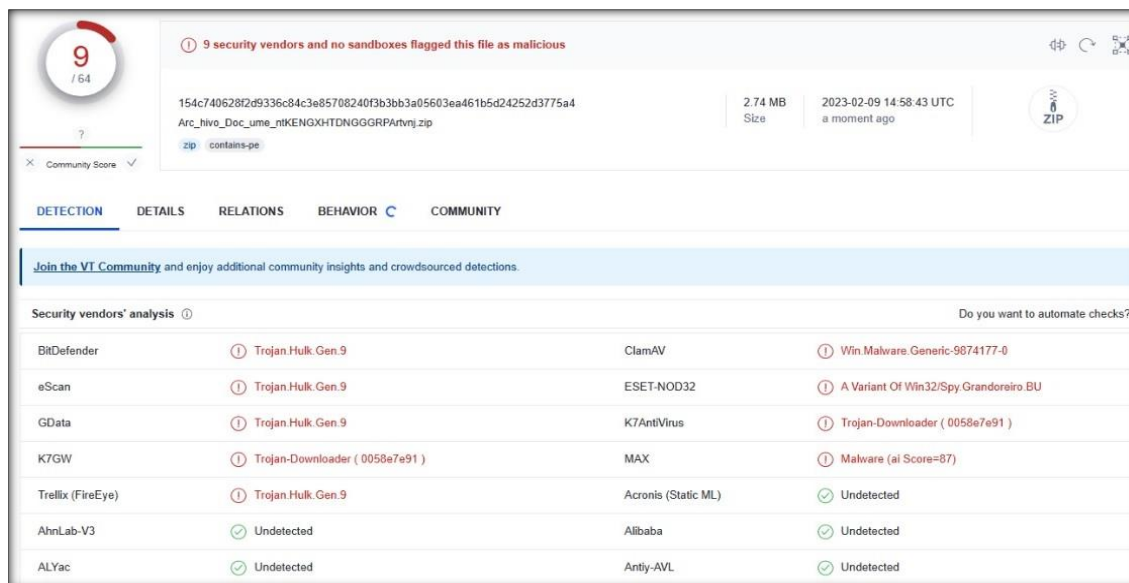 9
/ 64
?
Community Score
9 security vendors and no sandboxes flagged this file as malicious
154c740628f2d9336c84c3e85708240f3b3bb3a05603ea461b5d24252d3775a4
Arc_hivo_Doc_ume_ntKENGXHTDNGGGRPArtvnj.zip
zip contains-pe
2.74 MB
Size
2023-02-09 14:58:43 UTC
a moment ago
ZIP
DETECTION DETAILS RELATIONS BEHAVIOR COMMUNITY
Join the VT Community and enjoy additional community insights and crowdsourced detections.
Security vendors' analysis Do you want to automate checks?
BitDefender Trojan.Hulk.Gen.9 ClamAV Win.Malware.Generic-9874177-0
eScan Trojan.Hulk.Gen.9 ESET-NOD32 A Variant Of Win32/Spy.Grandoreiro.BU
GData Trojan.Hulk.Gen.9 K7AntiVirus Trojan-Downloader ( 0058e7e91 )
K7GW Trojan-Downloader ( 0058e7e91 ) MAX Malware (ai Score=87)
Trellix (FireEye) Trojan.Hulk.Gen.9 Acronis (Static ML) Undetected
AhnLab-V3 Undetected Alibaba Undetected
ALYac Undetected Antiy-AVL Undetected